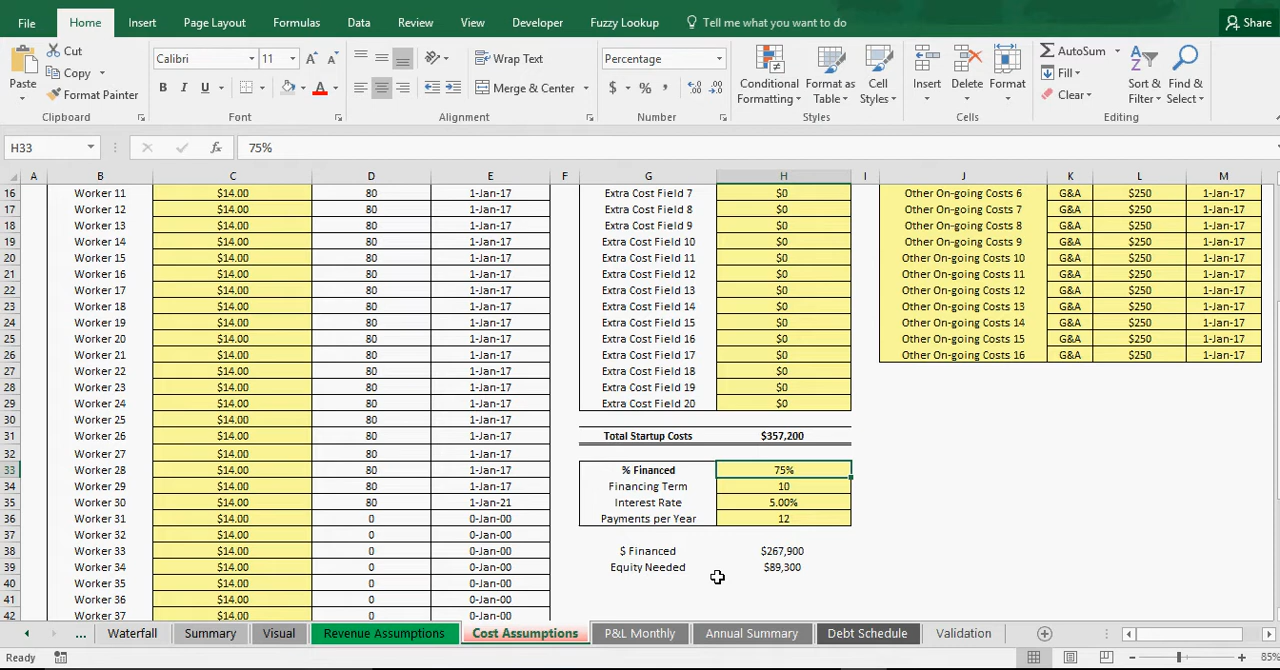 File Home Insert Page Layout Formulas Data Review View Developer Fuzzy Lookup Tell me what you want to do Share
Cut
Copy
Format Painter
Paste
Calibri 11
B I U A
Wrap Text
Merge & Center
Percentage
$ % ,
Conditional Formatting
Format as Table
Cell Styles
Insert Delete Format
AutoSum
Fill
Clear
Sort & Filter
Find & Select
Clipboard Font Alignment Number Styles Cells Editing
H33 fx 75%
A B C D E F G H I J K L M
16 Worker 11 $14.00 80 1-Jan-17 Extra Cost Field 7 $0 Other On-going Costs 6 G&A $250 1-Jan-17
17 Worker 12 $14.00 80 1-Jan-17 Extra Cost Field 8 $0 Other On-going Costs 7 G&A $250 1-Jan-17
18 Worker 13 $14.00 80 1-Jan-17 Extra Cost Field 9 $0 Other On-going Costs 8 G&A $250 1-Jan-17
19 Worker 14 $14.00 80 1-Jan-17 Extra Cost Field 10 $0 Other On-going Costs 9 G&A $250 1-Jan-17
20 Worker 15 $14.00 80 1-Jan-17 Extra Cost Field 11 $0 Other On-going Costs 10 G&A $250 1-Jan-17
21 Worker 16 $14.00 80 1-Jan-17 Extra Cost Field 12 $0 Other On-going Costs 11 G&A $250 1-Jan-17
22 Worker 17 $14.00 80 1-Jan-17 Extra Cost Field 13 $0 Other On-going Costs 12 G&A $250 1-Jan-17
23 Worker 18 $14.00 80 1-Jan-17 Extra Cost Field 14 $0 Other On-going Costs 13 G&A $250 1-Jan-17
24 Worker 19 $14.00 80 1-Jan-17 Extra Cost Field 15 $0 Other On-going Costs 14 G&A $250 1-Jan-17
25 Worker 20 $14.00 80 1-Jan-17 Extra Cost Field 16 $0 Other On-going Costs 15 G&A $250 1-Jan-17
26 Worker 21 $14.00 80 1-Jan-17 Extra Cost Field 17 $0 Other On-going Costs 16 G&A $250 1-Jan-17
27 Worker 22 $14.00 80 1-Jan-17 Extra Cost Field 18 $0
28 Worker 23 $14.00 80 1-Jan-17 Extra Cost Field 19 $0
29 Worker 24 $14.00 80 1-Jan-17 Extra Cost Field 20 $0
30 Worker 25 $14.00 80 1-Jan-17
31 Worker 26 $14.00 80 1-Jan-17 Total Startup Costs $357,200
32 Worker 27 $14.00 80 1-Jan-17
33 Worker 28 $14.00 80 1-Jan-17 % Financed 75%
34 Worker 29 $14.00 80 1-Jan-17 Financing Term 10
35 Worker 30 $14.00 80 1-Jan-21 Interest Rate 5.00%
36 Worker 31 $14.00 0 0-Jan-00 Payments per Year 12
37 Worker 32 $14.00 0 0-Jan-00
38 Worker 33 $14.00 0 0-Jan-00 $ Financed $267,900
39 Worker 34 $14.00 0 0-Jan-00 Equity Needed $89,300
40 Worker 35 $14.00 0 0-Jan-00
41 Worker 36 $14.00 0 0-Jan-00
42 Worker 37 $14.00 0 0-Jan-00
... Waterfall Summary Visual Revenue Assumptions Cost Assumptions P&L Monthly Annual Summary Debt Schedule Validation
Ready 85%